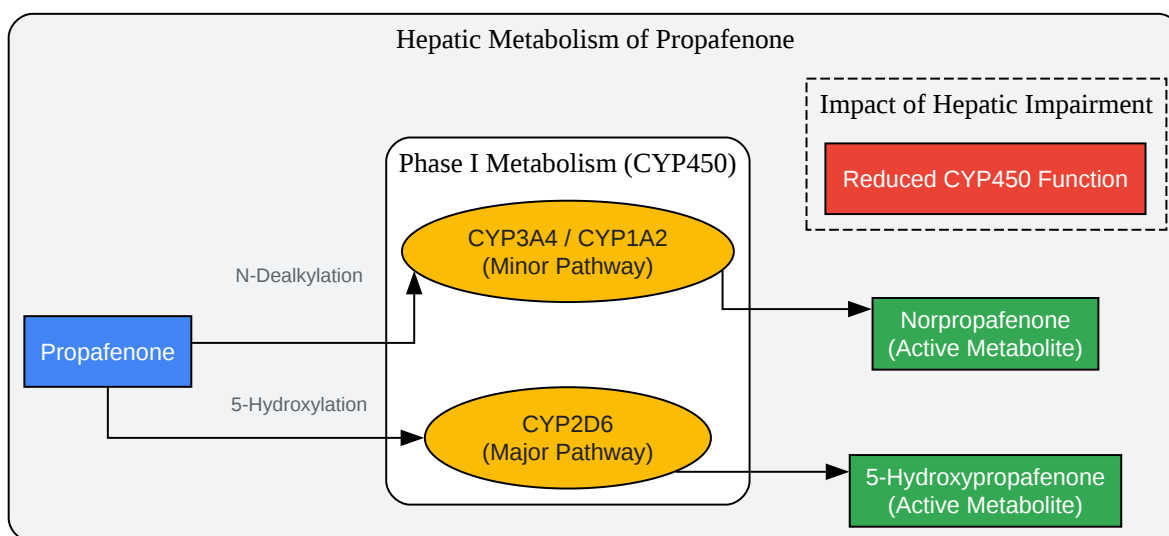 Hepatic Metabolism of Propafenone
Impact of Hepatic Impairment
Reduced CYP450 Function
Phase I Metabolism (CYP450)
CYP3A4 / CYP1A2
(Minor Pathway)
N-Dealkylation
Propafenone
Norpropafenone
(Active Metabolite)
5-Hydroxylation
CYP2D6
(Major Pathway)
5-Hydroxypropafenone
(Active Metabolite)